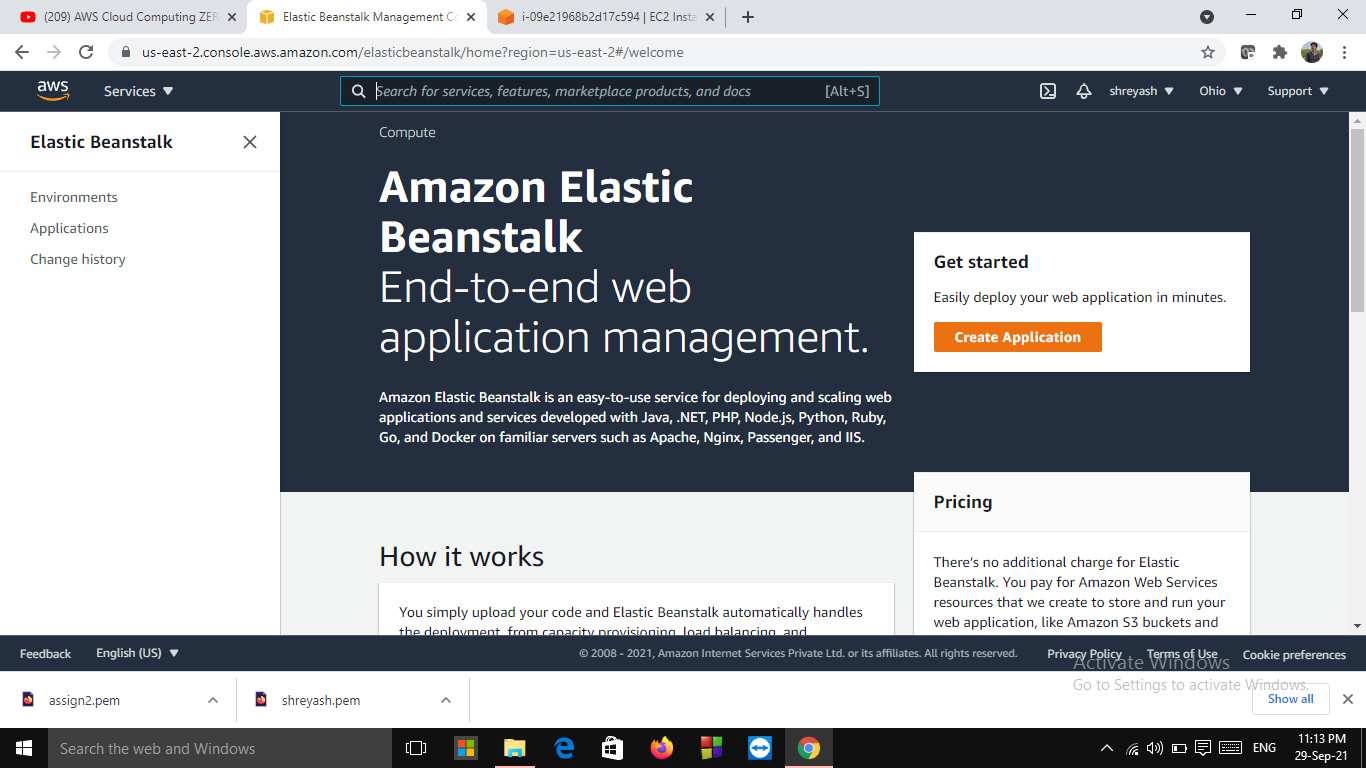 (209) AWS Cloud Computing ZER
Elastic Beanstalk Management Co
i-09e21968b2d17c594 | EC2 Insta
us-east-2.console.aws.amazon.com/elasticbeanstalk/home?region=us-east-2#/welcome
aws
Services
Search for services, features, marketplace products, and docs
[Alt+S]
shreyash
Ohio
Support
Elastic Beanstalk
Environments
Applications
Change history
Compute
Amazon Elastic
Beanstalk
End-to-end web
application management.
Amazon Elastic Beanstalk is an easy-to-use service for deploying and scaling web
applications and services developed with Java, .NET, PHP, Node.js, Python, Ruby,
Go, and Docker on familiar servers such as Apache, Nginx, Passenger, and IIS.
Get started
Easily deploy your web application in minutes.
Create Application
Pricing
There's no additional charge for Elastic
Beanstalk. You pay for Amazon Web Services
resources that we create to store and run your
web application, like Amazon S3 buckets and
How it works
You simply upload your code and Elastic Beanstalk automatically handles
the deployment, from capacity provisioning, load balancing, and
Feedback
English (US)
© 2008 - 2021, Amazon Internet Services Private Ltd. or its affiliates. All rights reserved.
Privacy Policy
Terms of Use
Cookie preferences
Activate Windows
Go to Settings to activate Windows.
assign2.pem
shreyash.pem
Show all
Search the web and Windows
ENG
11:13 PM
29-Sep-21